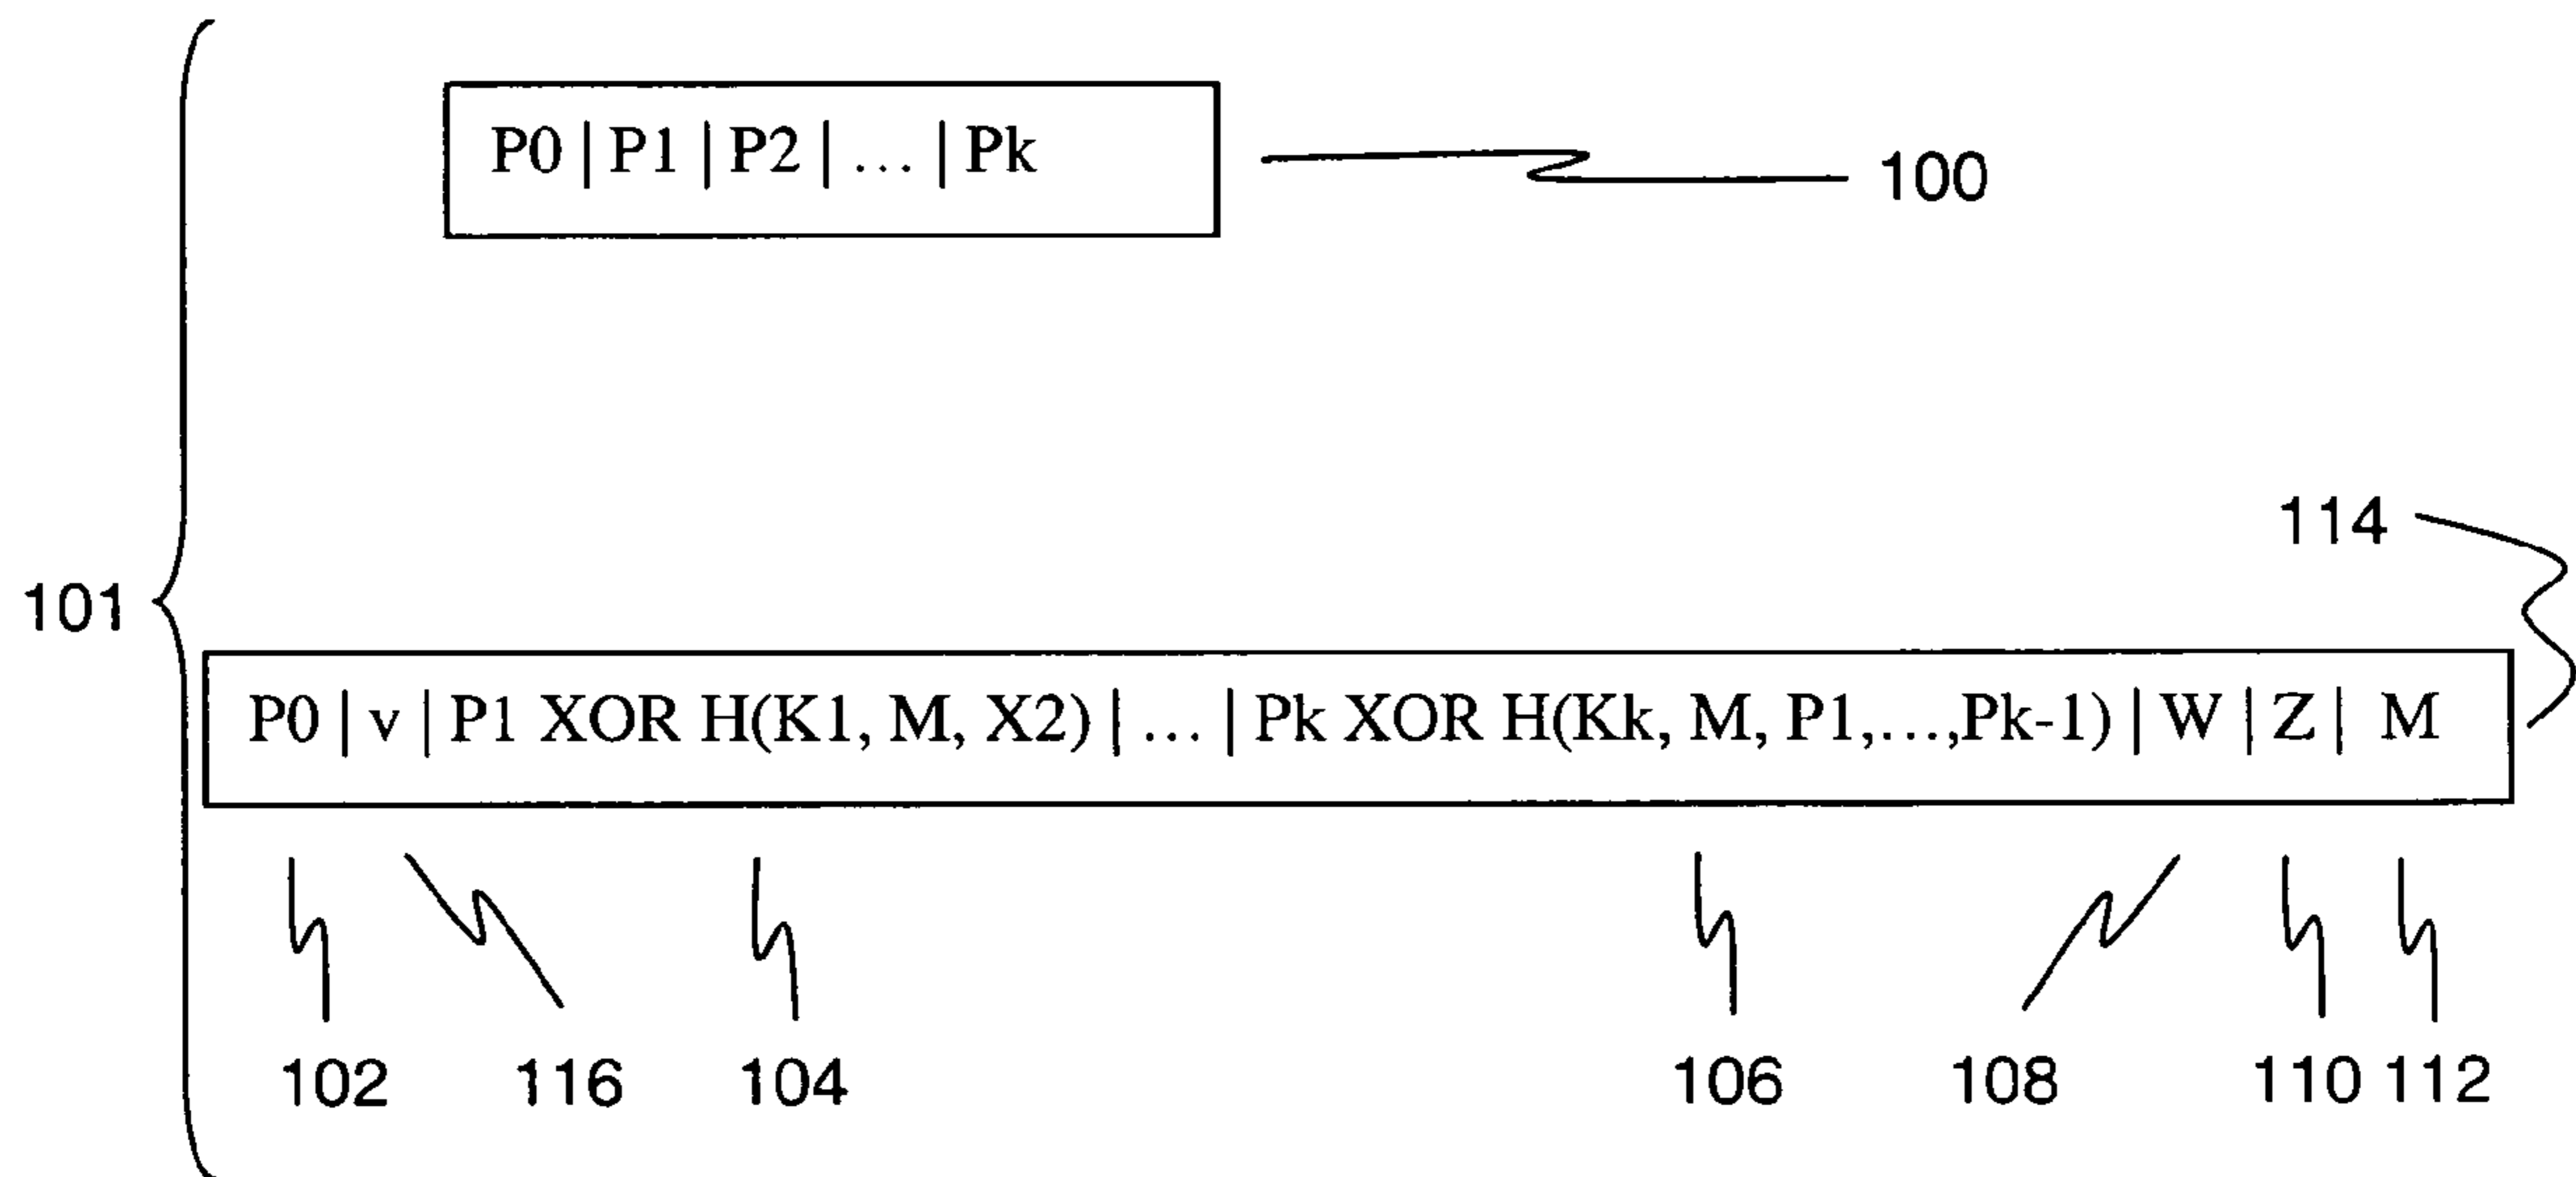 P0 | P1 | P2 | … | Pk
100
114
101
P0 | v | P1 XOR H(K1, M, X2) | … | Pk XOR H(Kk, M, P1,…,Pk-1) | W | Z | M
102 116 104 106 108 110 112